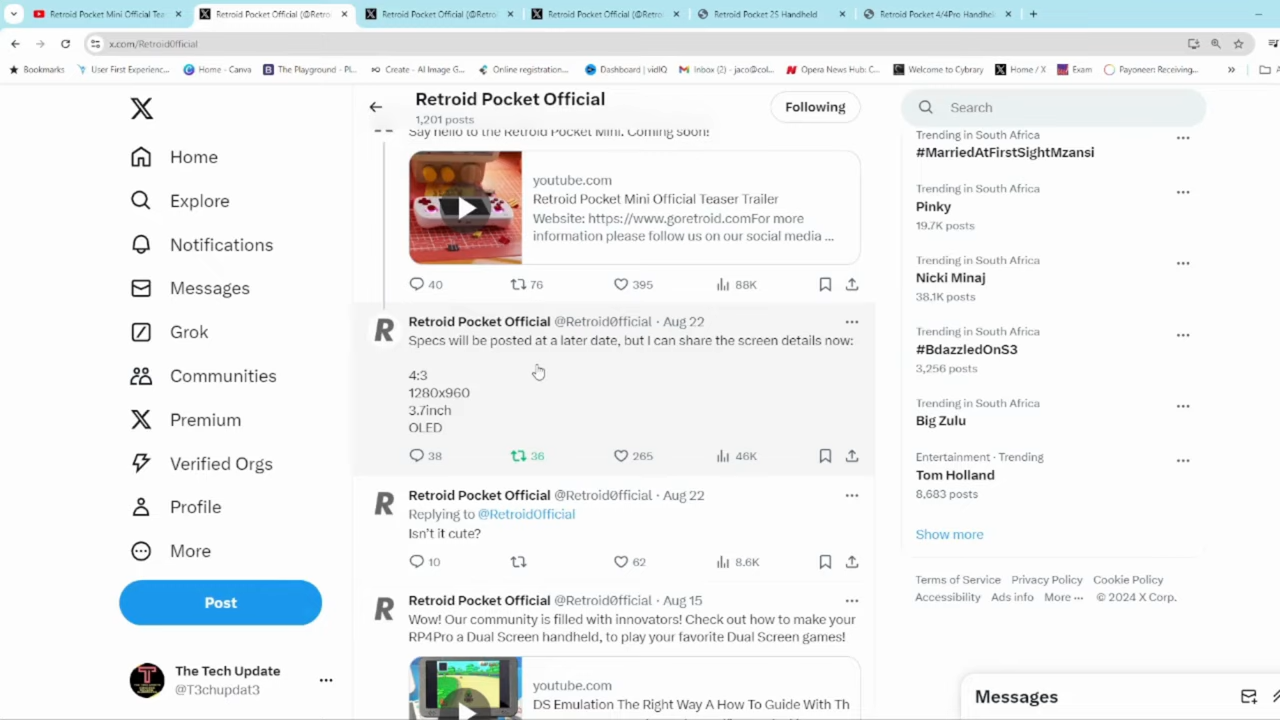 Retroid Pocket Mini Official Tea
Retroid Pocket Official (@Retro
Retroid Pocket Official (@Retro
Retroid Pocket Official (@Retro
Retroid Pocket 2S Handheld
Retroid Pocket 4/4Pro Handhel
x.com/Retroid0fficial
Bookmarks
User First Experienc...
Home - Canva
The Playground - Pl...
Create - AI Image G...
Online registration...
Dashboard | vidIQ
Inbox (2) - jaco@col...
Opera News Hub: C...
Welcome to Cybrary
Home / X
Exam
Payoneer: Receiving...
Home
Explore
Notifications
Messages
Grok
Communities
Premium
Verified Orgs
Profile
More
Post
The Tech Update
@T3chupdat3
Retroid Pocket Official
1,201 posts
Following
Say hello to the Retroid Pocket Mini. Coming soon!
youtube.com
Retroid Pocket Mini Official Teaser Trailer
Website: https://www.goretroid.comFor more
information please follow us on our social media ...
40 76 395 88K
Retroid Pocket Official @Retroid0fficial · Aug 22
Specs will be posted at a later date, but I can share the screen details now:
4:3
1280x960
3.7inch
OLED
38 36 265 46K
Retroid Pocket Official @Retroid0fficial · Aug 22
Replying to @Retroid0fficial
Isn't it cute?
10 62 8.6K
Retroid Pocket Official @Retroid0fficial · Aug 15
Wow! Our community is filled with innovators! Check out how to make your
RP4Pro a Dual Screen handheld, to play your favorite Dual Screen games!
youtube.com
DS Emulation The Right Way A How To Guide With Th
Search
Trending in South Africa
#MarriedAtFirstSightMzansi
Trending in South Africa
Pinky
19.7K posts
Trending in South Africa
Nicki Minaj
38.1K posts
Trending in South Africa
#BdazzledOnS3
3,256 posts
Trending in South Africa
Big Zulu
Entertainment · Trending
Tom Holland
8,683 posts
Show more
Terms of Service Privacy Policy Cookie Policy
Accessibility Ads info More ··· © 2024 X Corp.
Messages